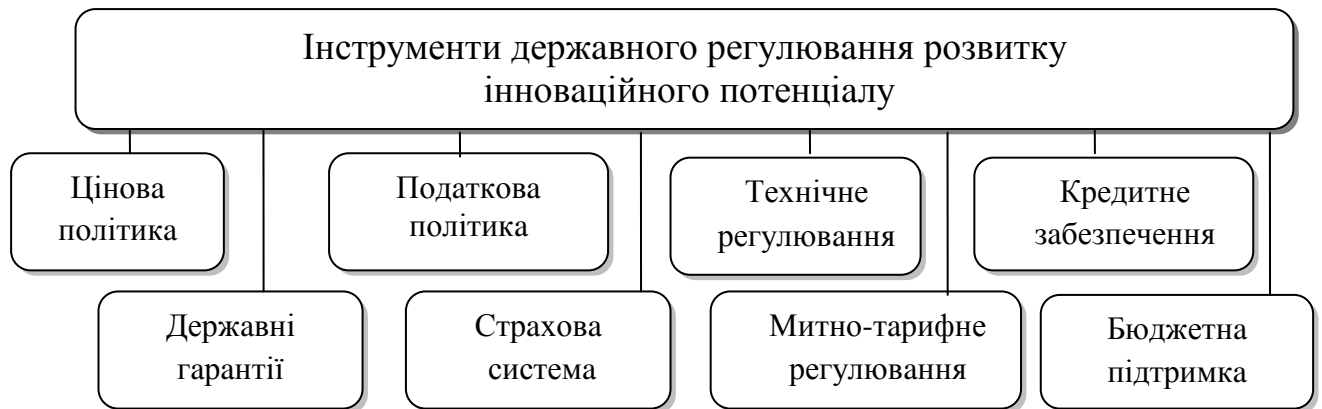 Інструменти державного регулювання розвитку
інноваційного потенціалу
Цінова
політика
Податкова
політика
Технічне
регулювання
Кредитне
забезпечення
Державні
гарантії
Страхова
система
Митно-тарифне
регулювання
Бюджетна
підтримка